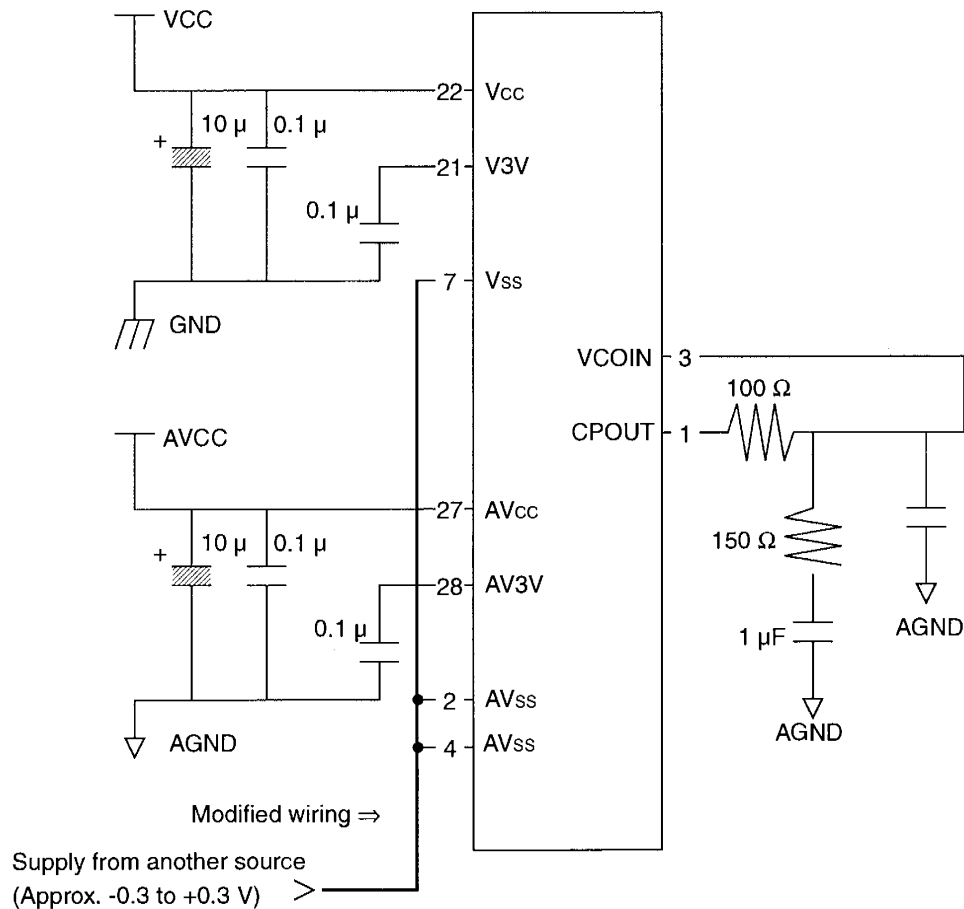 VCC
22 VCC
10 µ 0.1 µ
+
21 V3V
0.1 µ
7 VSS
GND
VCOIN 3
100 Ω
CPOUT 1
AVCC
27 AVCC
10 µ 0.1 µ
+
150 Ω
28 AV3V
0.1 µ
1 µF
AGND
2 AVSS
AGND
AGND
4 AVSS
Modified wiring ⇒
Supply from another source
(Approx. -0.3 to +0.3 V)